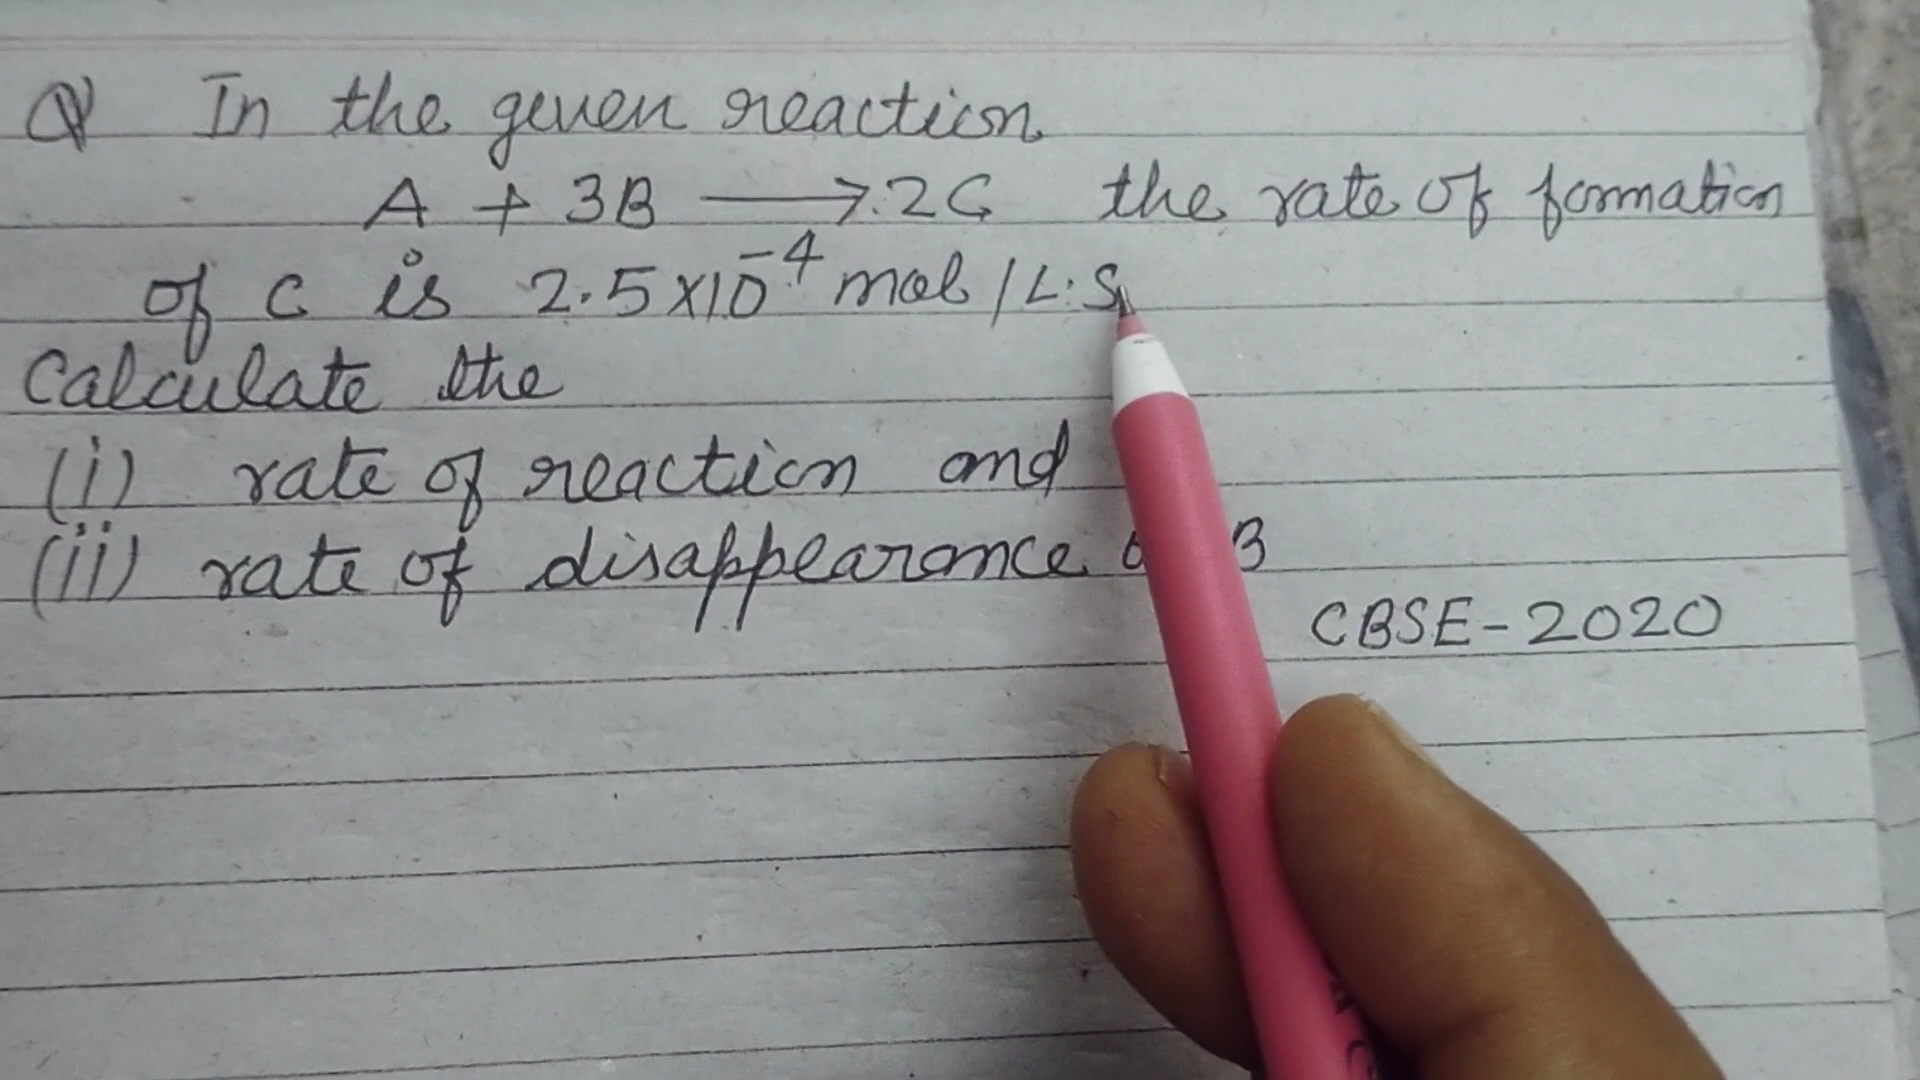 Q In the given reaction
A + 3B → 2C the rate of formation
of C is 2.5×10⁻⁴ mol / L.S
Calculate the
(i) rate of reaction and
(ii) rate of disappearance B
CBSE-2020